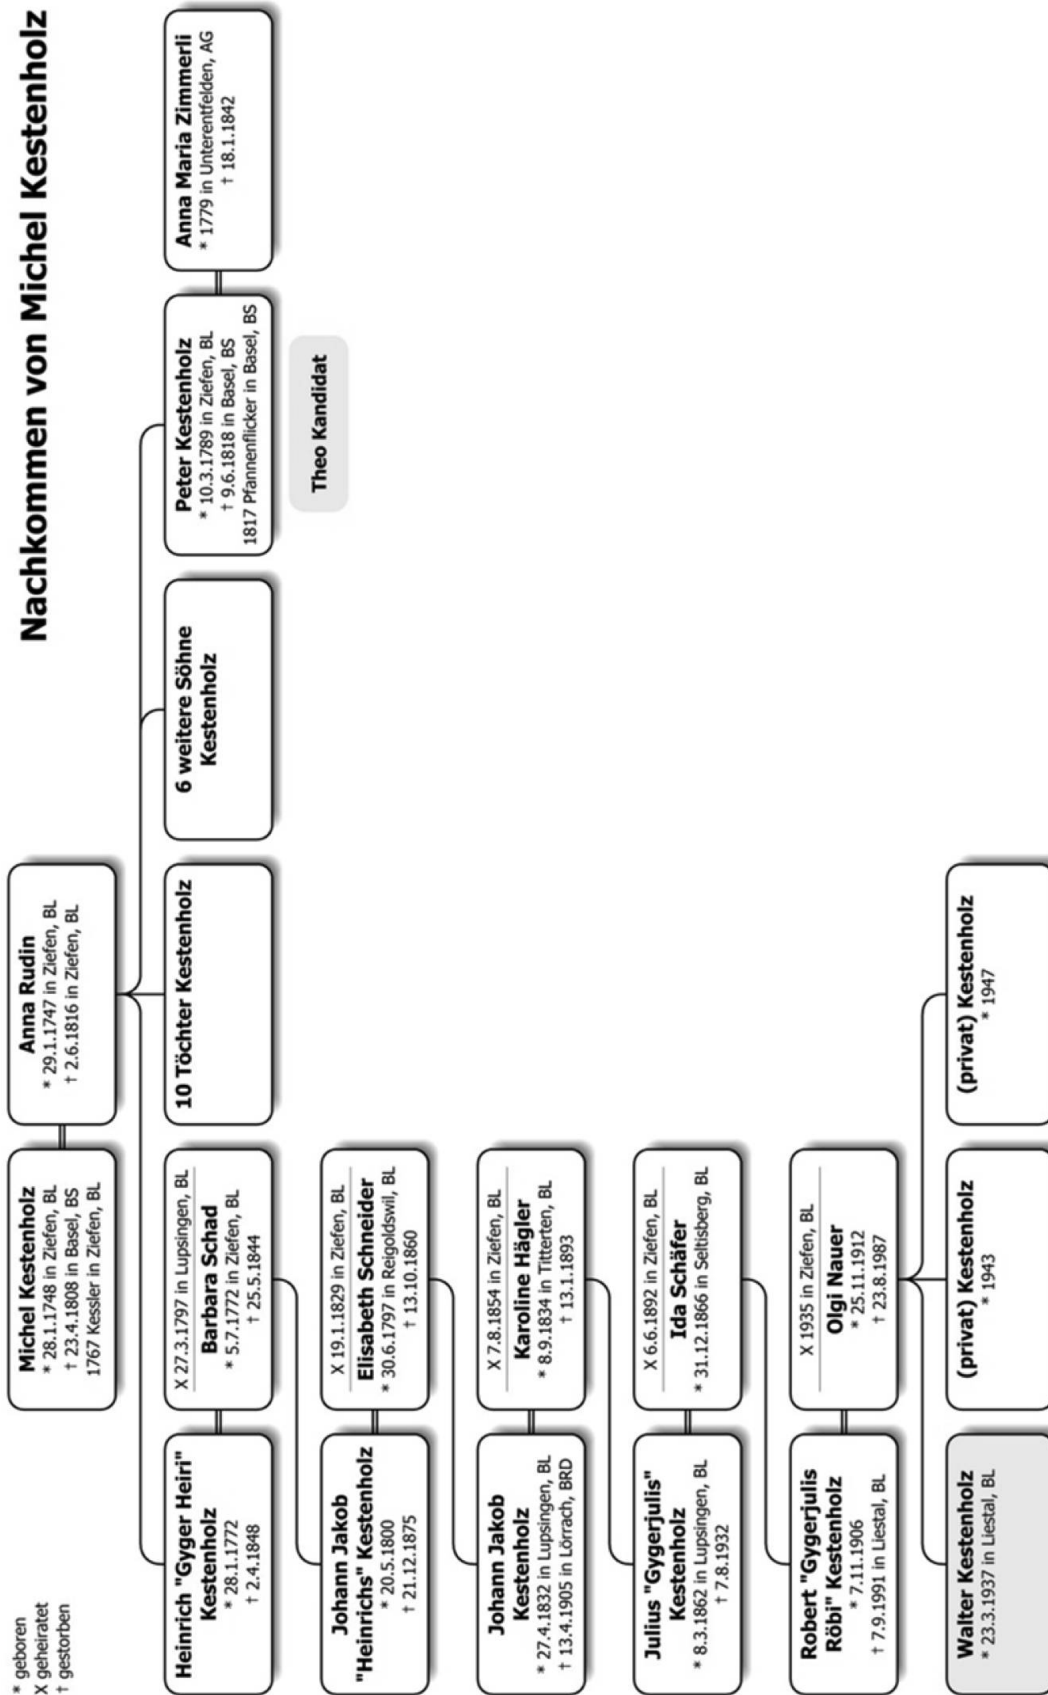 Nachkommen von Michel Kestenholz
* geboren
X geheiratet
† gestorben
Michel Kestenholz
* 28.1.1748 in Ziefen, BL
† 23.4.1808 in Basel, BS
1767 Kessler in Ziefen, BL
Anna Rudin
* 29.1.1747 in Ziefen, BL
† 2.6.1816 in Ziefen, BL
Heinrich "Gyger Heiri"
Kestenholz
* 28.1.1772
† 2.4.1848
X 27.3.1797 in Lupsingen, BL
Barbara Schad
* 5.7.1772 in Ziefen, BL
† 25.5.1844
10 Töchter Kestenholz
6 weitere Söhne
Kestenholz
Peter Kestenholz
* 10.3.1789 in Ziefen, BL
† 9.6.1818 in Basel, BS
1817 Pfannenflicker in Basel, BS
Anna Maria Zimmerli
* 1779 in Unterentfelden, AG
† 18.1.1842
Theo Kandidat
Johann Jakob
"Heinrichs" Kestenholz
* 20.5.1800
† 21.12.1875
X 19.1.1829 in Ziefen, BL
Elisabeth Schneider
* 30.6.1797 in Reigoldswil, BL
† 13.10.1860
Johann Jakob
Kestenholz
* 27.4.1832 in Lupsingen, BL
† 13.4.1905 in Lörrach, BRD
X 7.8.1854 in Ziefen, BL
Karoline Hägler
* 8.9.1834 in Titterten, BL
† 13.1.1893
Julius "Gygerjulis"
Kestenholz
* 8.3.1862 in Lupsingen, BL
† 7.8.1932
X 6.6.1892 in Ziefen, BL
Ida Schäfer
* 31.12.1866 in Seltisberg, BL
Robert "Gygerjulis
Röbi" Kestenholz
* 7.11.1906
† 7.9.1991 in Liestal, BL
X 1935 in Ziefen, BL
Olgi Nauer
* 25.11.1912
† 23.8.1987
Walter Kestenholz
* 23.3.1937 in Liestal, BL
(privat) Kestenholz
* 1943
(privat) Kestenholz
* 1947